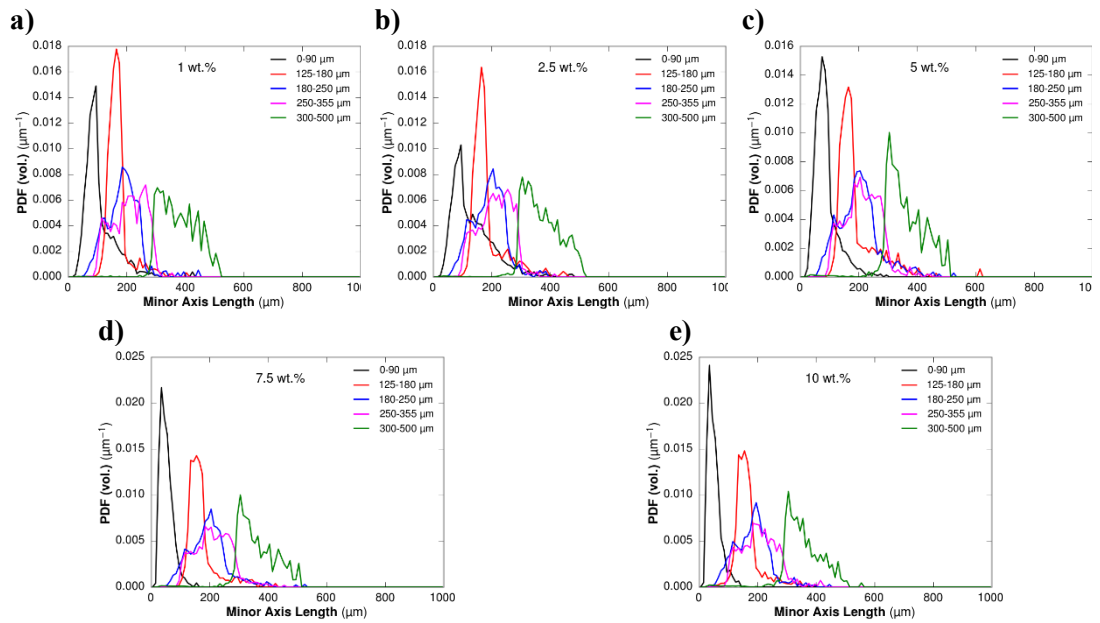 a)
0.018
0.016
0.014
0.012
0.010
0.008
0.006
0.004
0.002
0.000
PDF (vol.) (μm⁻¹)
1 wt.%
0-90 μm
125-180 μm
180-250 μm
250-355 μm
300-500 μm
0 200 400 600 800 10
Minor Axis Length (μm)
b)
0.018
0.016
0.014
0.012
0.010
0.008
0.006
0.004
0.002
0.000
PDF (vol.) (μm⁻¹)
2.5 wt.%
0-90 μm
125-180 μm
180-250 μm
250-355 μm
300-500 μm
0 200 400 600 800 10
Minor Axis Length (μm)
c)
0.016
0.014
0.012
0.010
0.008
0.006
0.004
0.002
0.000
PDF (vol.) (μm⁻¹)
5 wt.%
0-90 μm
125-180 μm
180-250 μm
250-355 μm
300-500 μm
0 200 400 600 800 10
Minor Axis Length (μm)
d)
0.025
0.020
0.015
0.010
0.005
0.000
PDF (vol.) (μm⁻¹)
7.5 wt.%
0-90 μm
125-180 μm
180-250 μm
250-355 μm
300-500 μm
0 200 400 600 800 1000
Minor Axis Length (μm)
e)
0.025
0.020
0.015
0.010
0.005
0.000
PDF (vol.) (μm⁻¹)
10 wt.%
0-90 μm
125-180 μm
180-250 μm
250-355 μm
300-500 μm
0 200 400 600 800 1000
Minor Axis Length (μm)